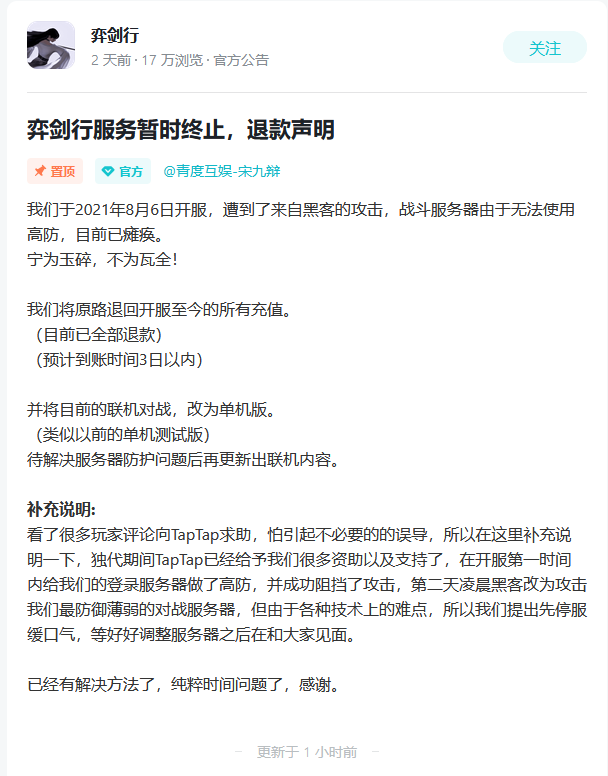 弈剑行
2 天前 · 17 万浏览 · 官方公告
关注
弈剑行服务暂时终止，退款声明
置顶
官方
@青度互娱-宋九辩
我们于2021年8月6日开服，遭到了来自黑客的攻击，战斗服务器由于无法使用
高防，目前已瘫痪。
宁为玉碎，不为瓦全！
我们将原路退回开服至今的所有充值。
（目前已全部退款）
（预计到账时间3日以内）
并将目前的联机对战，改为单机版。
（类似以前的单机测试版）
待解决服务器防护问题后再更新出联机内容。
补充说明:
看了很多玩家评论向TapTap求助，怕引起不必要的的误导，所以在这里补充说
明一下，独代期间TapTap已经给予我们很多资助以及支持了，在开服第一时间
内给我们的登录服务器做了高防，并成功阻挡了攻击，第二天凌晨黑客改为攻击
我们最防御薄弱的对战服务器，但由于各种技术上的难点，所以我们提出先停服
缓口气，等好好调整服务器之后在和大家见面。
已经有解决方法了，纯粹时间问题了，感谢。
更新于 1 小时前